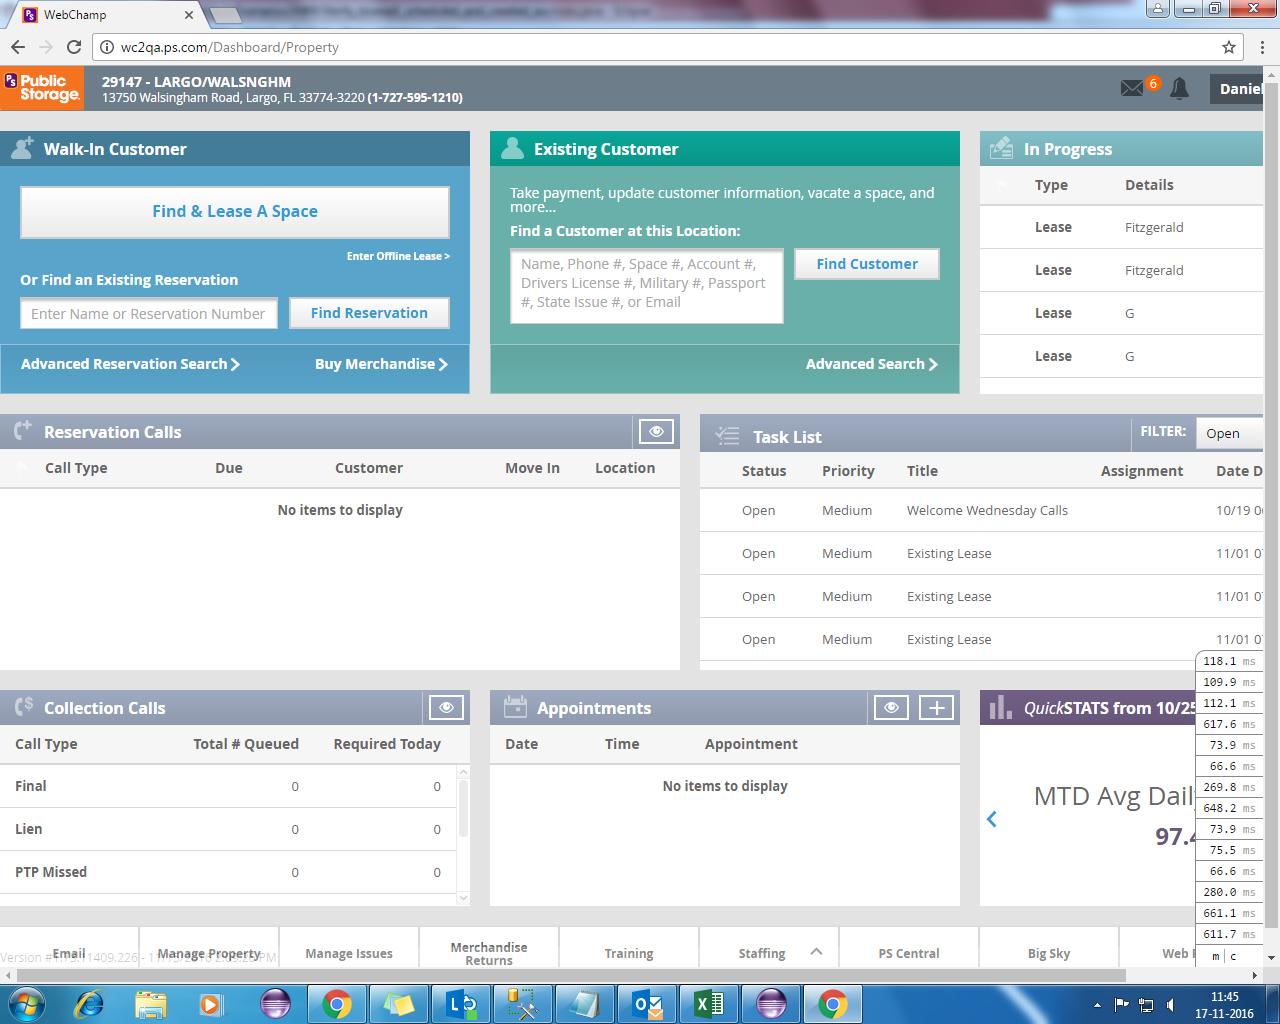 WebChamp
wc2qa.ps.com/Dashboard/Property
PS Public Storage.
29147 - LARGO/WALSNGHM
13750 Walsingham Road, Largo, FL 33774-3220 (1-727-595-1210)
6
Daniel
Walk-In Customer
Find & Lease A Space
Enter Offline Lease >
Or Find an Existing Reservation
Enter Name or Reservation Number
Find Reservation
Advanced Reservation Search
Buy Merchandise
Existing Customer
Take payment, update customer information, vacate a space, and
more...
Find a Customer at this Location:
Name, Phone #, Space #, Account #,
Drivers License #, Military #, Passport
#, State Issue #, or Email
Find Customer
Advanced Search
In Progress
Type Details
Lease Fitzgerald
Lease Fitzgerald
Lease G
Lease G
Reservation Calls
Call Type Due Customer Move In Location
No items to display
Task List
FILTER: Open
Status Priority Title Assignment Date D
Open Medium Welcome Wednesday Calls 10/19 0
Open Medium Existing Lease 11/01 0
Open Medium Existing Lease 11/01 0
Open Medium Existing Lease 11/01 0
Collection Calls
Call Type Total # Queued Required Today
Final 0 0
Lien 0 0
PTP Missed 0 0
Appointments
Date Time Appointment
No items to display
QuickSTATS from 10/25
MTD Avg Dail
97.4
118.1 ms
109.9 ms
112.1 ms
617.6 ms
73.9 ms
66.6 ms
269.8 ms
648.2 ms
73.9 ms
75.5 ms
66.6 ms
280.0 ms
661.1 ms
611.7 ms
m | c
Email
Manage Property
Manage Issues
Merchandise
Returns
Training
Staffing
PS Central
Big Sky
Web
Version
11:45
17-11-2016